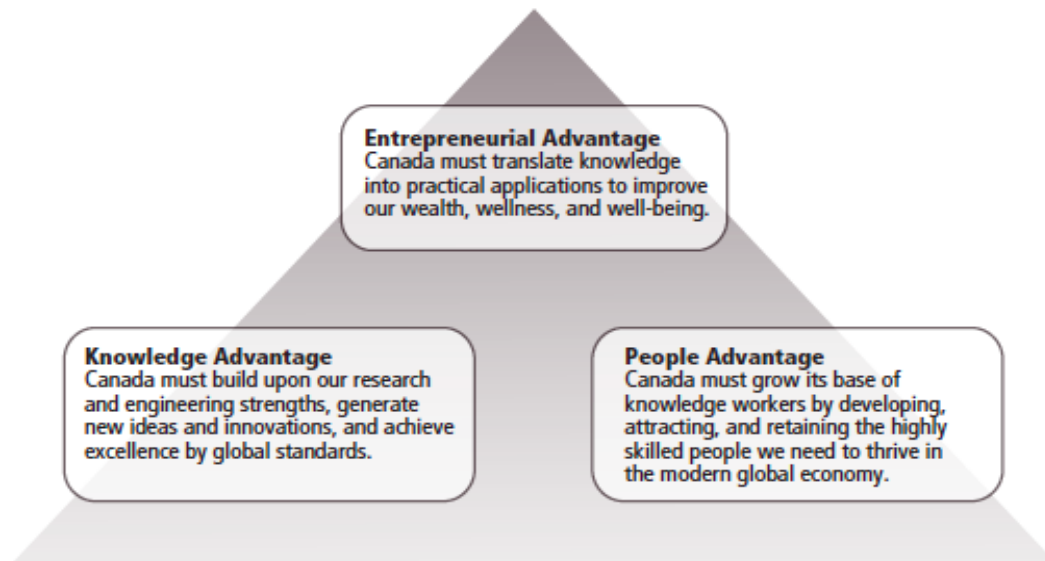 Entrepreneurial Advantage
Canada must translate knowledge
into practical applications to improve
our wealth, wellness, and well-being.
Knowledge Advantage
Canada must build upon our research
and engineering strengths, generate
new ideas and innovations, and achieve
excellence by global standards.
People Advantage
Canada must grow its base of
knowledge workers by developing,
attracting, and retaining the highly
skilled people we need to thrive in
the modern global economy.